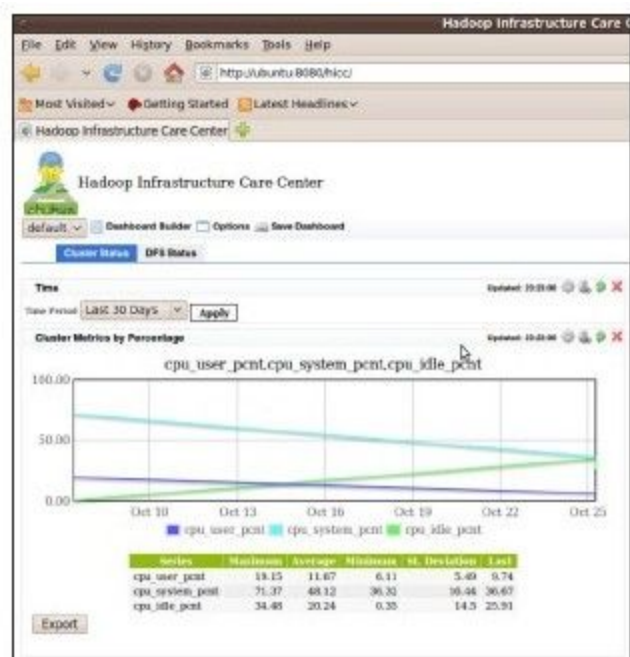 Hadoop Infrastructure Care C
File Edit View History Bookmarks Tools Help
http://ubuntu:8080/hicc/
Most Visited Getting Started Latest Headlines
Hadoop Infrastructure Care Center
Hadoop Infrastructure Care Center
default Dashboard Builder Options Save Dashboard
Cluster Status DFS Status
Time Updated:
Time Period Last 30 Days Apply
Cluster Metrics by Percentage Updated:
cpu_user_pcnt,cpu_system_pcnt,cpu_idle_pcnt
100.00
50.00
0.00
Oct 10 Oct 13 Oct 16 Oct 19 Oct 22 Oct 25
cpu_user_pcnt cpu_system_pcnt cpu_idle_pcnt
Series Maximum Average Minimum St. Deviation Last
cpu_user_pcnt 19.15 11.67 6.11 5.49 9.74
cpu_system_pcnt 71.37 48.12 36.32 16.44 36.67
cpu_idle_pcnt 34.48 20.24 0.35 14.5 25.91
Export